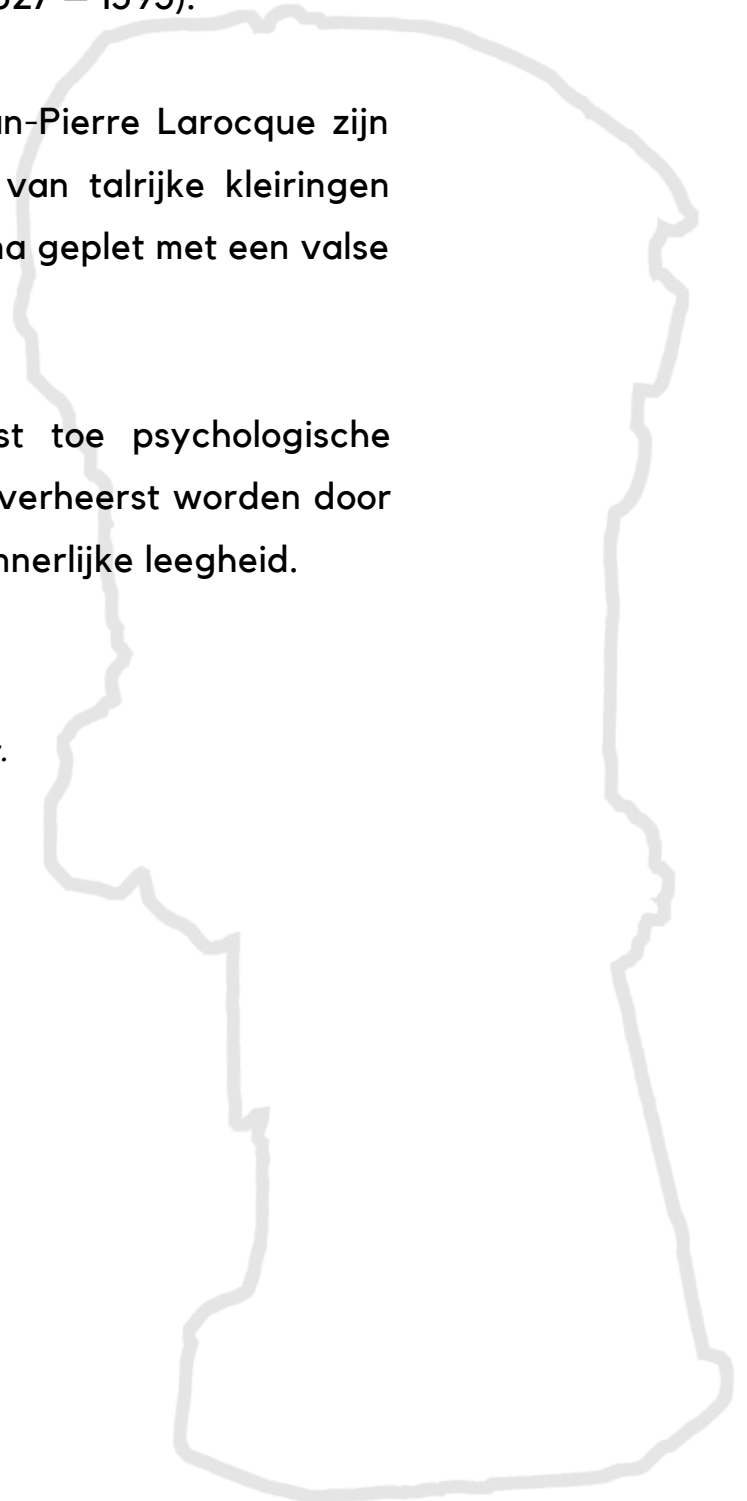 527 – 1593).
an-Pierre Larocque zijn
van talrijke kleiringen
na geplet met een valse
st toe psychologische
verheerst worden door
nnerlijke leegheid.